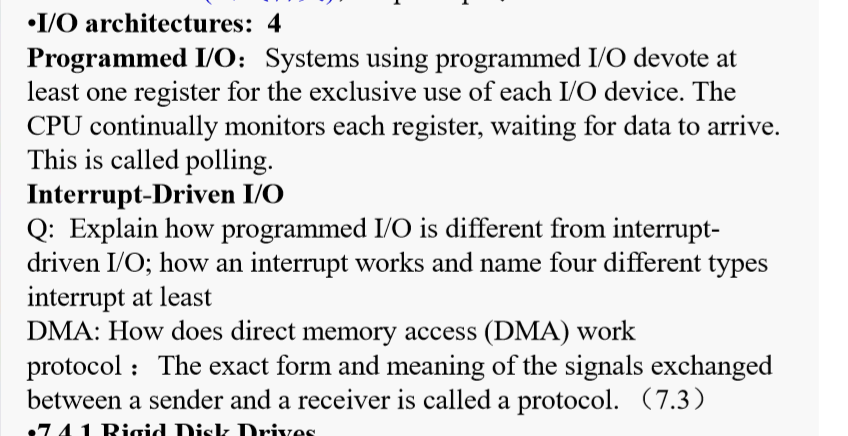 •I/O architectures: 4
Programmed I/O： Systems using programmed I/O devote at
least one register for the exclusive use of each I/O device. The
CPU continually monitors each register, waiting for data to arrive.
This is called polling.
Interrupt-Driven I/O
Q: Explain how programmed I/O is different from interrupt-
driven I/O; how an interrupt works and name four different types
interrupt at least
DMA: How does direct memory access (DMA) work
protocol： The exact form and meaning of the signals exchanged
between a sender and a receiver is called a protocol. （7.3）
•7.4.1 Rigid Disk Drives